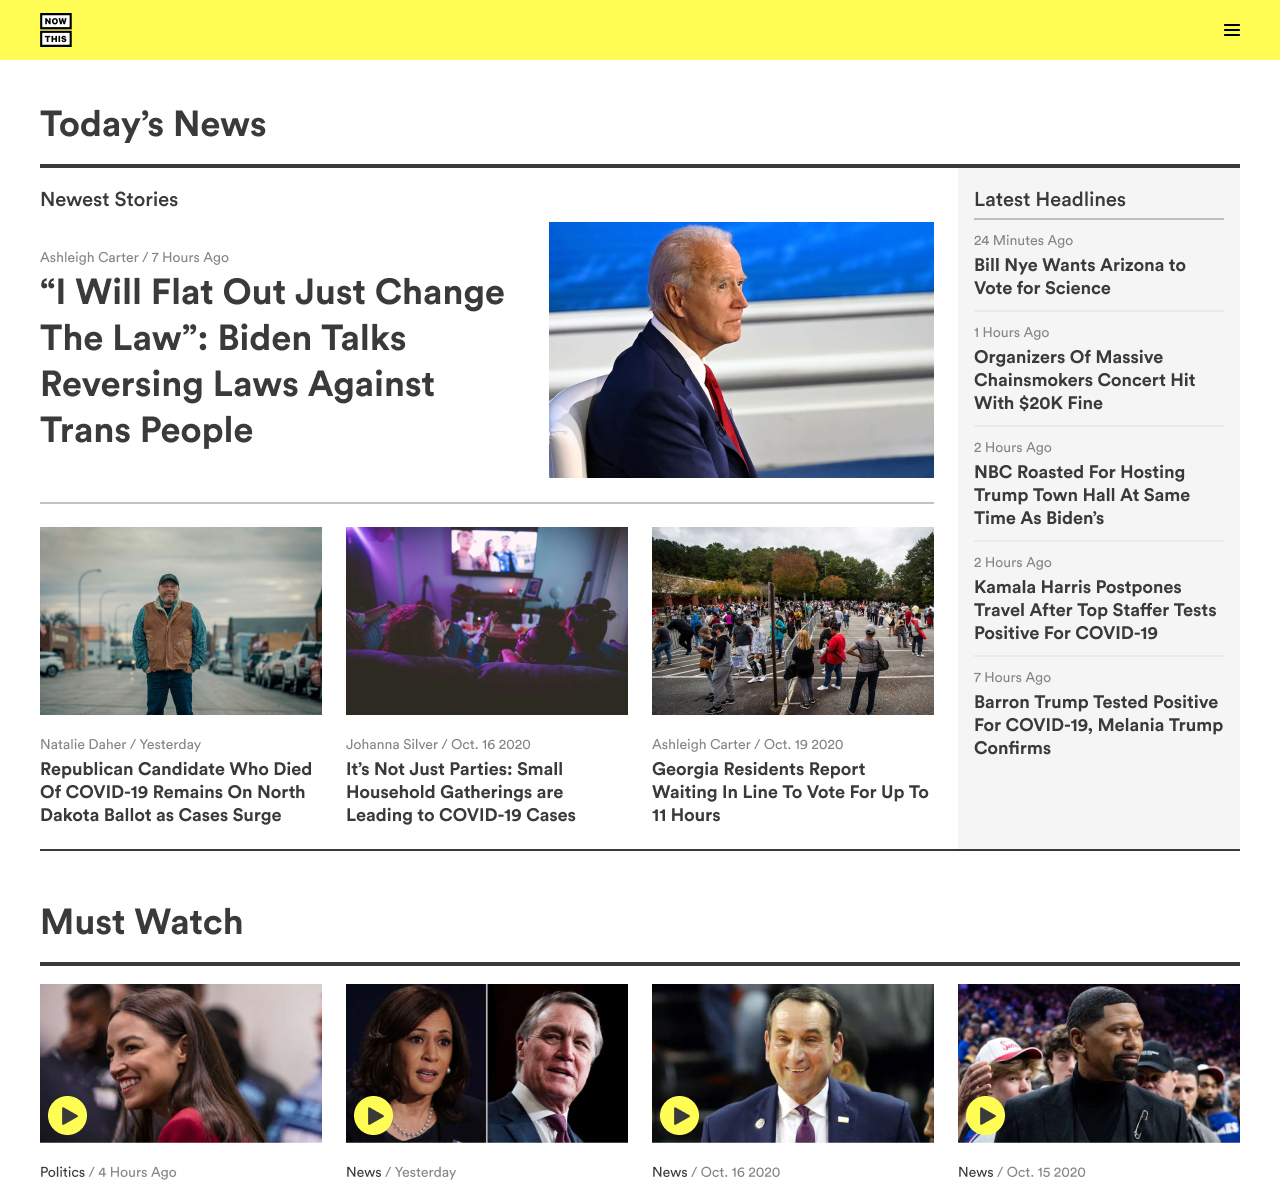 NOW
THIS
Today’s News
Newest Stories
Ashleigh Carter / 7 Hours Ago
“I Will Flat Out Just Change
The Law”: Biden Talks
Reversing Laws Against
Trans People
Natalie Daher / Yesterday
Republican Candidate Who Died
Of COVID-19 Remains On North
Dakota Ballot as Cases Surge
Johanna Silver / Oct. 16 2020
It’s Not Just Parties: Small
Household Gatherings are
Leading to COVID-19 Cases
Ashleigh Carter / Oct. 19 2020
Georgia Residents Report
Waiting In Line To Vote For Up To
11 Hours
Latest Headlines
24 Minutes Ago
Bill Nye Wants Arizona to
Vote for Science
1 Hours Ago
Organizers Of Massive
Chainsmokers Concert Hit
With $20K Fine
2 Hours Ago
NBC Roasted For Hosting
Trump Town Hall At Same
Time As Biden’s
2 Hours Ago
Kamala Harris Postpones
Travel After Top Staffer Tests
Positive For COVID-19
7 Hours Ago
Barron Trump Tested Positive
For COVID-19, Melania Trump
Confirms
Must Watch
Politics / 4 Hours Ago
News / Yesterday
News / Oct. 16 2020
News / Oct. 15 2020